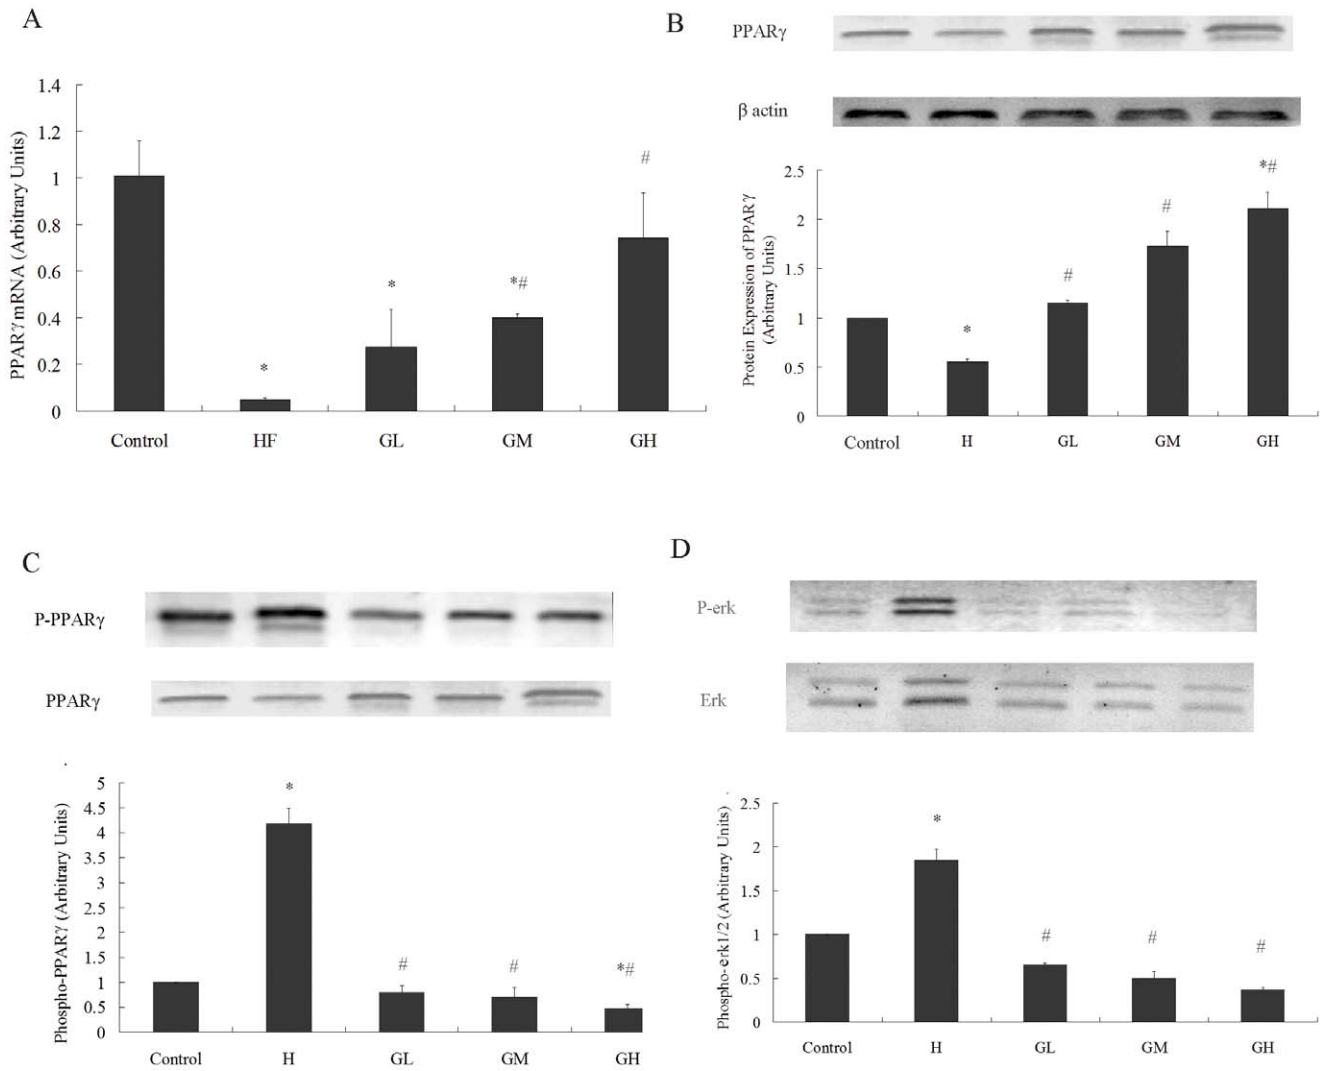 A
PPARγ mRNA (Arbitrary Units)
1.4
1.2
1
0.8
0.6
0.4
0.2
0
*
*
*#
#
Control HF GL GM GH
B
PPARγ
β actin
Protein Expression of PPARγ
(Arbitrary Units)
2.5
2
1.5
1
0.5
0
*
#
#
*#
Control H GL GM GH
C
P-PPARγ
PPARγ
Phospho-PPARγ (Arbitrary Units)
5
4.5
4
3.5
3
2.5
2
1.5
1
0.5
0
*
#
#
*#
Control H GL GM GH
D
P-erk
Erk
Phospho-erk1/2 (Arbitrary Units)
2.5
2
1.5
1
0.5
0
*
#
#
#
Control H GL GM GH